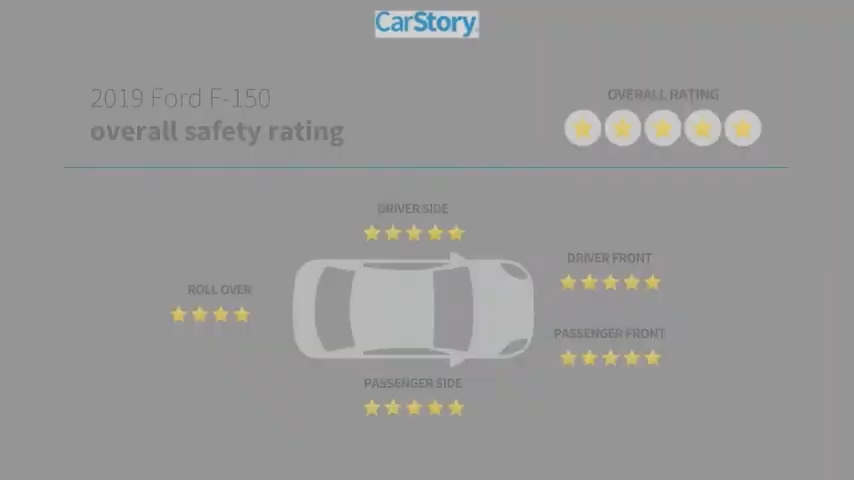 CarStory.
2019 Ford F-150
overall safety rating
OVERALL RATING
DRIVER SIDE
DRIVER FRONT
ROLL OVER
PASSENGER FRONT
PASSENGER SIDE